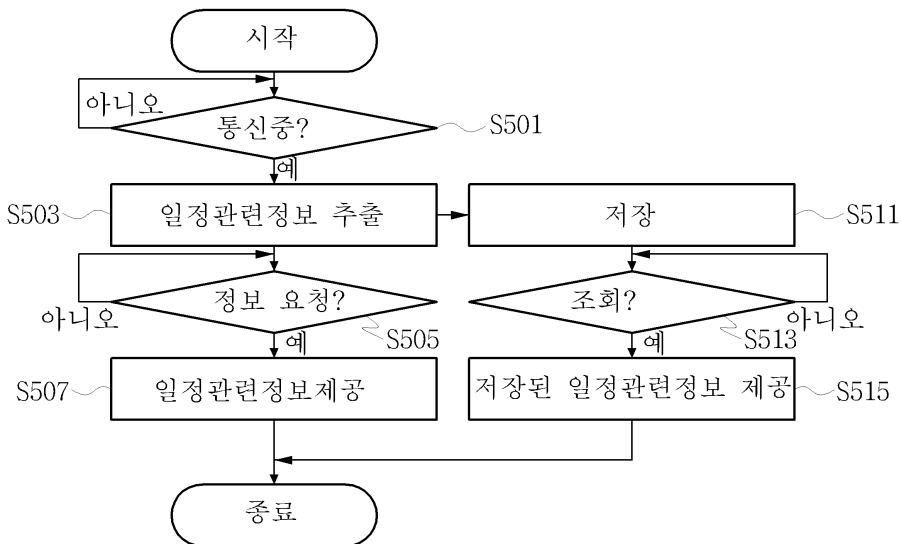 시작
아니오
통신중?
S501
예
S503
일정관련정보 추출
저장
S511
정보 요청?
조회?
아니오
S505
S513
아니오
예
예
S507
일정관련정보제공
저장된 일정관련정보 제공
S515
종료